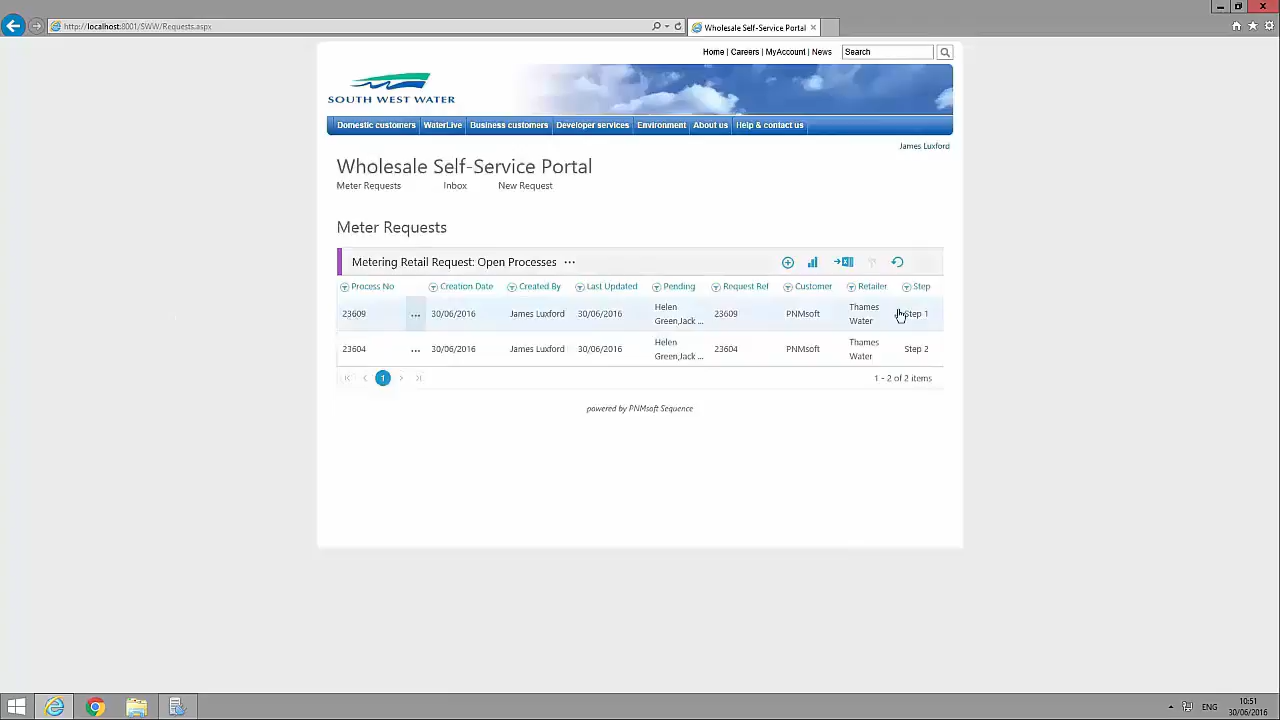 http://localhost:8001/SWW/Requests.aspx
Wholesale Self-Service Portal
Home | Careers | MyAccount | News
Search
SOUTH WEST WATER
Domestic customers WaterLive Business customers Developer services Environment About us Help & contact us
James Luxford
Wholesale Self-Service Portal
Meter Requests Inbox New Request
Meter Requests
Metering Retail Request: Open Processes ...
Process No Creation Date Created By Last Updated Pending Request Ref Customer Retailer Step
23609 ... 30/06/2016 James Luxford 30/06/2016 Helen Green,Jack ... 23609 PNMsoft Thames Water Step 1
23604 ... 30/06/2016 James Luxford 30/06/2016 Helen Green,Jack ... 23604 PNMsoft Thames Water Step 2
1
1 - 2 of 2 items
powered by PNMsoft Sequence
ENG
10:51
30/06/2016